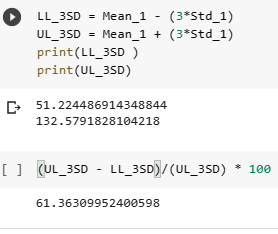 LL_3SD = Mean_1 - (3*Std_1)
UL_3SD = Mean_1 + (3*Std_1)
print(LL_3SD )
print(UL_3SD)
51.224486914348844
132.5791828104218
[ ] (UL_3SD - LL_3SD)/(UL_3SD) * 100
61.36309952400598